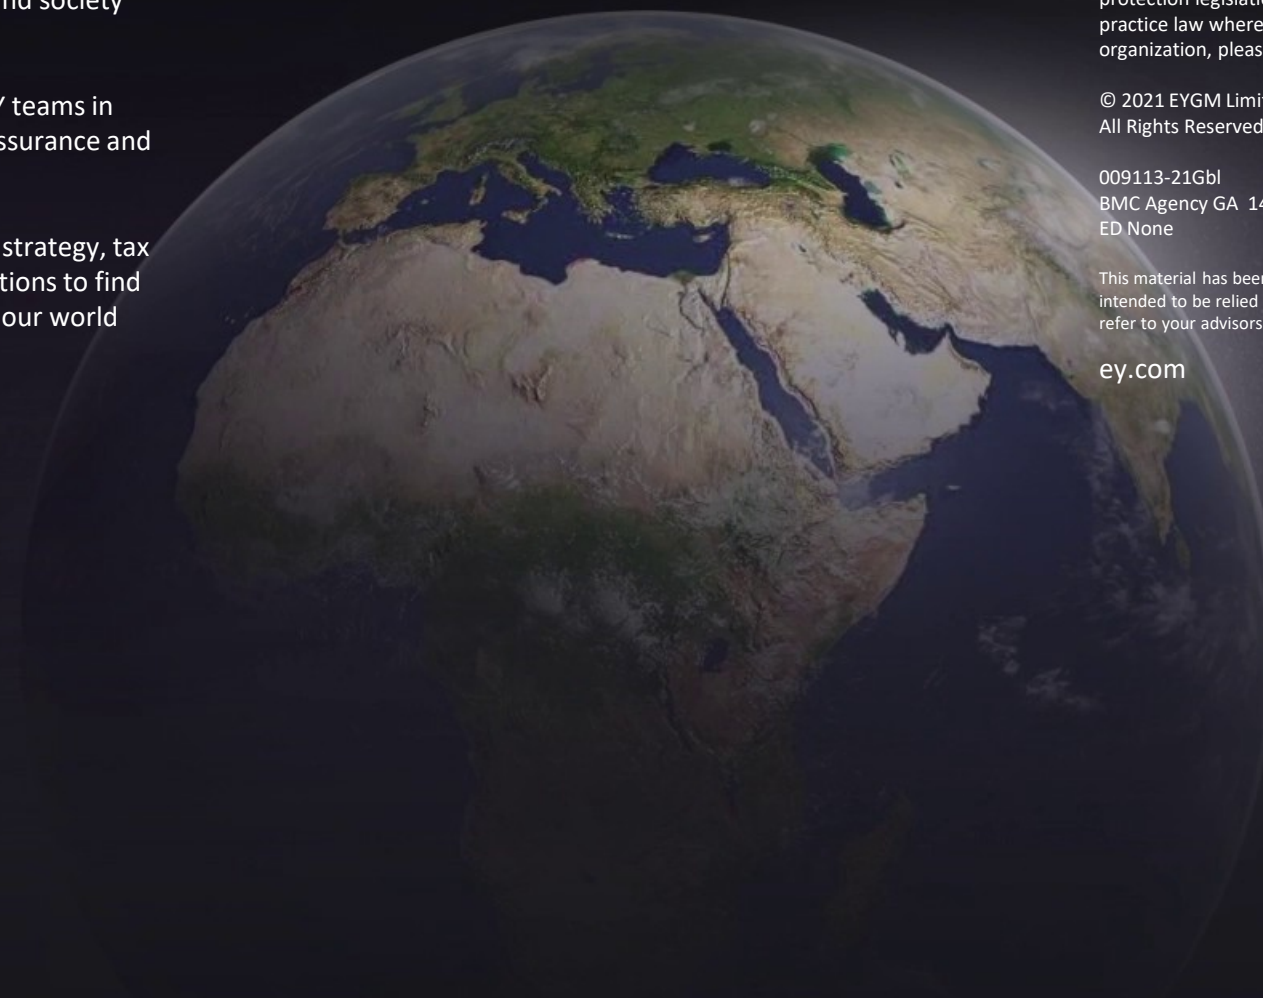 nd society
Y teams in
ssurance and
strategy, tax
tions to find
our world
protection legislation
practice law where
organization, pleas
© 2021 EYGM Limi
All Rights Reserved
009113-21Gbl
BMC Agency GA 14
ED None
This material has been
intended to be relied
refer to your advisors
ey.com